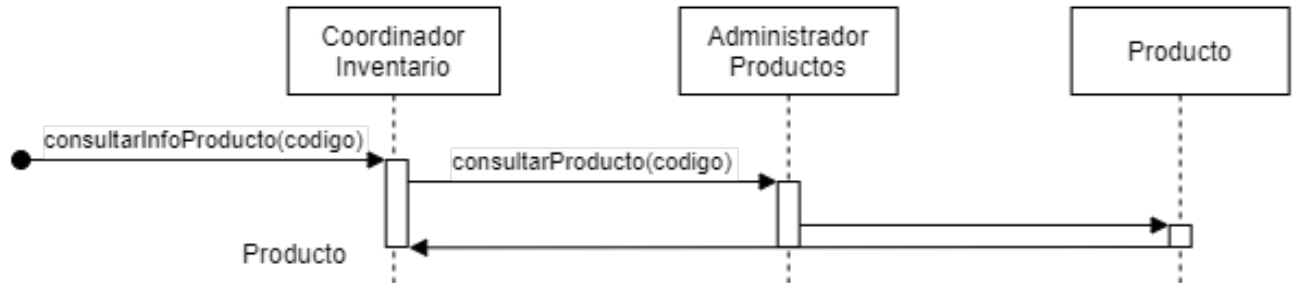 Coordinador
Inventario
Administrador
Productos
Producto
consultarInfoProducto(codigo)
consultarProducto(codigo)
Producto